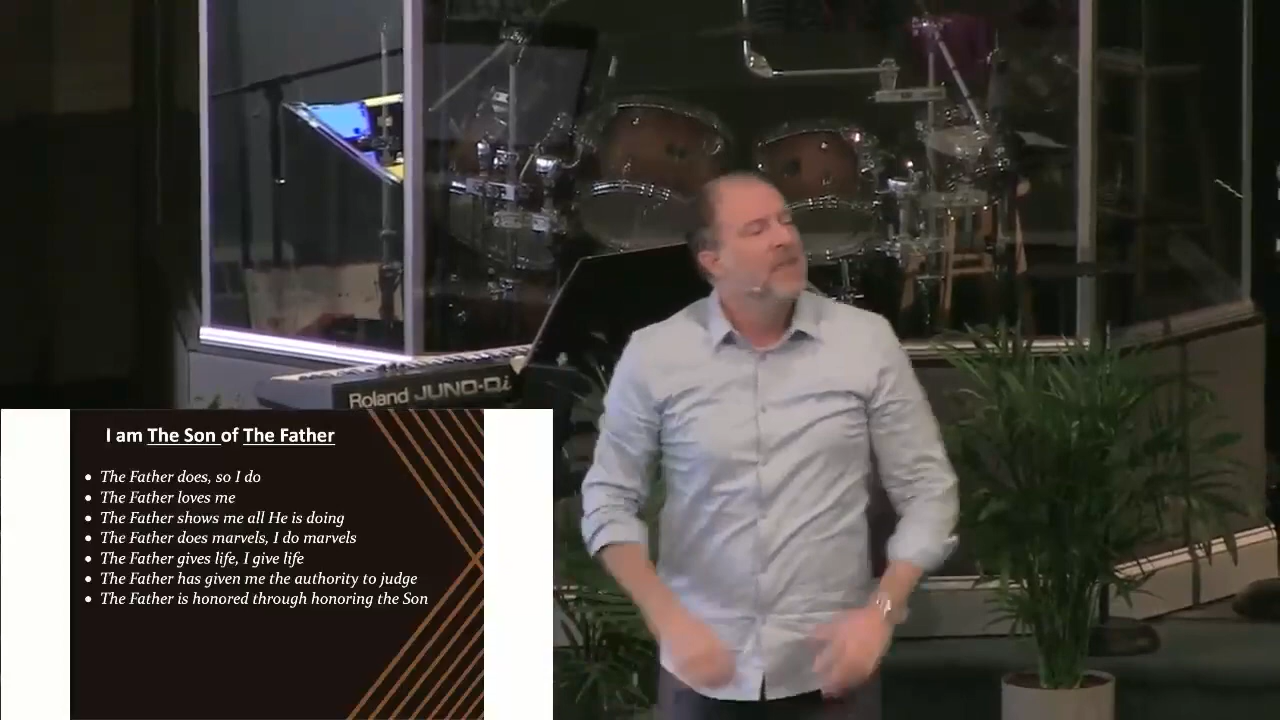 Roland JUNO-Di
I am The Son of The Father
• The Father does, so I do
• The Father loves me
• The Father shows me all He is doing
• The Father does marvels, I do marvels
• The Father gives life, I give life
• The Father has given me the authority to judge
• The Father is honored through honoring the Son